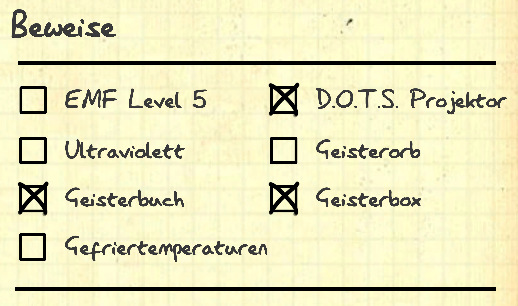 Beweise
EMF Level 5
D.O.T.S. Projektor
Ultraviolett
Geisterorb
Geisterbuch
Geisterbox
Gefriertemperaturen